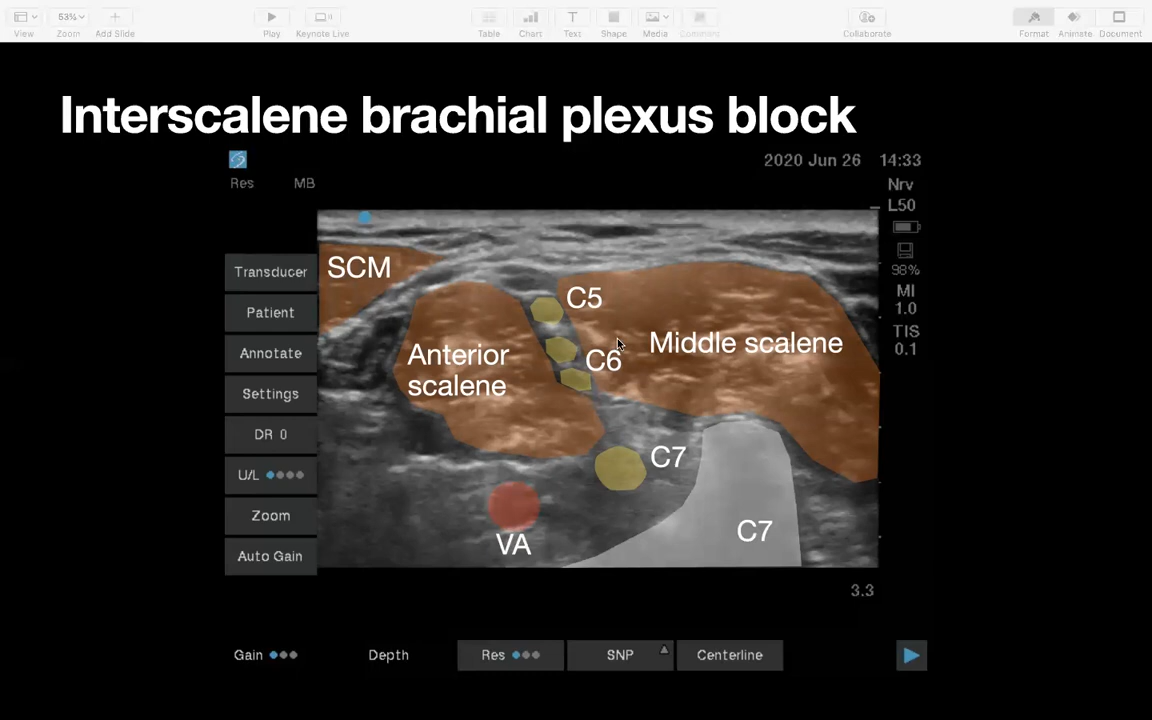 53%
View
Zoom
Add Slide
Play
Keynote Live
Table
Chart
Text
Shape
Media
Comment
Collaborate
Format
Animate
Document
Interscalene brachial plexus block
2020 Jun 26 14:33
Res MB
Nrv
L50
98%
MI
1.0
TIS
0.1
Transducer
Patient
Annotate
Settings
DR 0
U/L
Zoom
Auto Gain
SCM
C5
Middle scalene
C6
Anterior
scalene
C7
VA
C7
3.3
Gain
Depth
Res
SNP
Centerline